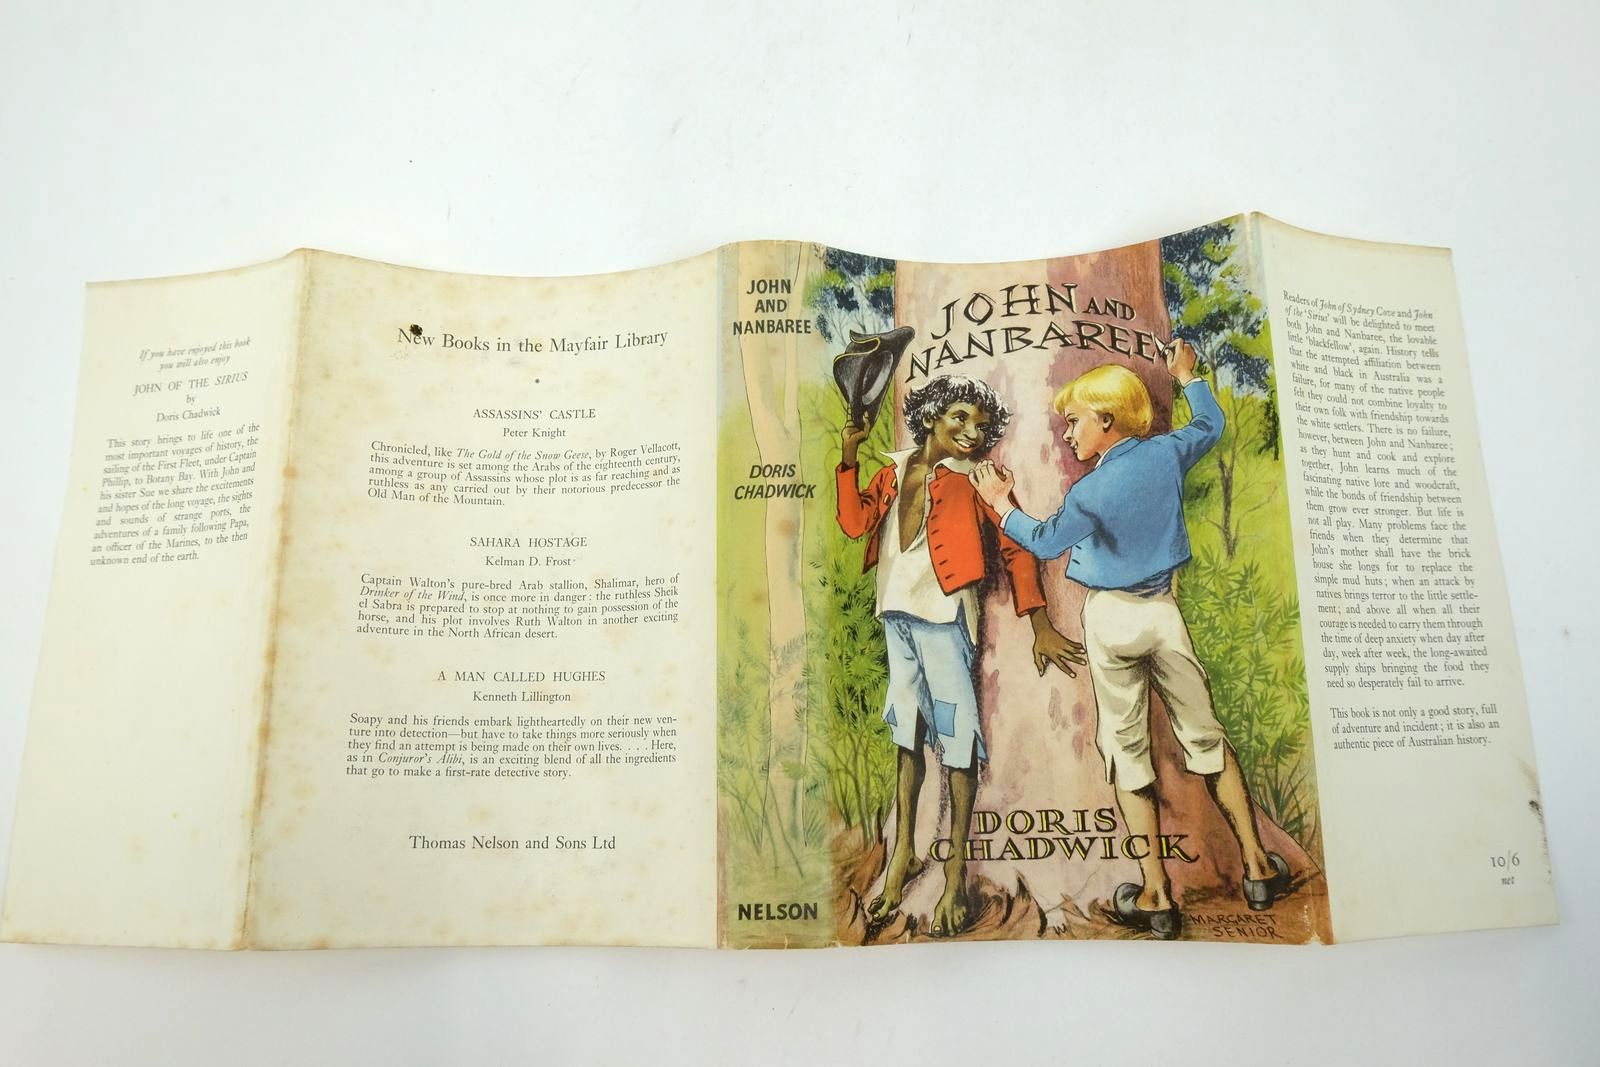 If you have enjoyed this book
you will also enjoy
JOHN OF THE SIRIUS
by
Doris Chadwick
This story brings to life one of the
most important voyages of history, the
sailing of the First Fleet, under Captain
Phillip, to Botany Bay. With John and
his sister Sue we share the excitements
and hopes of the long voyage, the sights
and sounds of strange ports, the
adventures of a family following Papa,
an officer of the Marines, to the then
unknown end of the earth.
New Books in the Mayfair Library
ASSASSINS' CASTLE
Peter Knight
Chronicled, like The Gold of the Snow Geese, by Roger Vellacott,
this adventure is set among the Arabs of the eighteenth century,
among a group of Assassins whose plot is as far reaching and as
ruthless as any carried out by their notorious predecessor the
Old Man of the Mountain.
SAHARA HOSTAGE
Kelman D. Frost
Captain Walton's pure-bred Arab stallion, Shalimar, hero of
Drinker of the Wind, is once more in danger: the ruthless Sheik
el Sabra is prepared to stop at nothing to gain possession of the
horse, and his plot involves Ruth Walton in another exciting
adventure in the North African desert.
A MAN CALLED HUGHES
Kenneth Lillington
Soapy and his friends embark lightheartedly on their new ven-
ture into detection—but have to take things more seriously when
they find an attempt is being made on their own lives. . . . Here,
as in Conjuror's Alibi, is an exciting blend of all the ingredients
that go to make a first-rate detective story.
Thomas Nelson and Sons Ltd
JOHN
AND
NANBAREE
DORIS
CHADWICK
NELSON
JOHN AND
NANBAREE
DORIS
CHADWICK
MARGARET
SENIOR
Readers of John of Sydney Cove and John
of the 'Sirius' will be delighted to meet
both John and Nanbaree, the lovable
little 'blackfellow', again. History tells
that the attempted affiliation between
white and black in Australia was a
failure, for many of the native people
felt they could not combine loyalty to
their own folk with friendship towards
the white settlers. There is no failure,
however, between John and Nanbaree;
as they hunt and cook and explore
together, John learns much of the
fascinating native lore and woodcraft,
while the bonds of friendship between
them grow ever stronger. But life is
not all play. Many problems face the
friends when they determine that
John's mother shall have the brick
house she longs for to replace the
simple mud huts; when an attack by
natives brings terror to the little settle-
ment; and above all when all their
courage is needed to carry them through
the time of deep anxiety when day after
day, week after week, the long-awaited
supply ships bringing the food they
need so desperately fail to arrive.
This book is not only a good story, full
of adventure and incident; it is also an
authentic piece of Australian history.
10/6
net